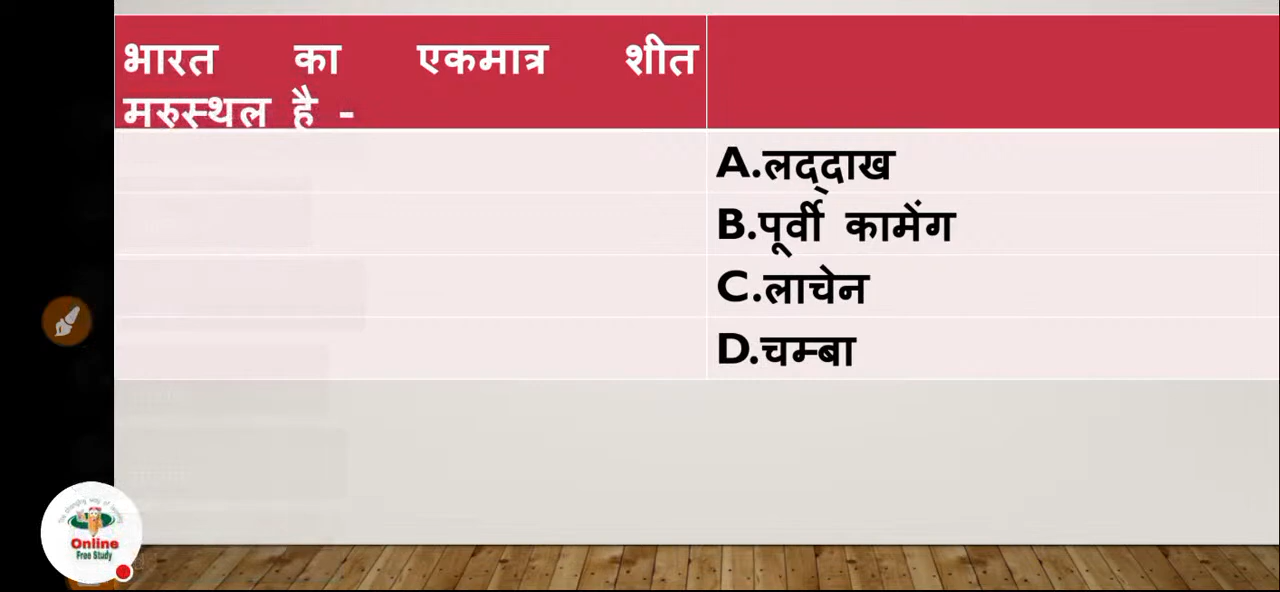 भारत का एकमात्र शीत
मरुस्थल है -
A.लद्दाख
B.पूर्वी कामेंग
C.लाचेन
D.चम्बा
Online
Free Study